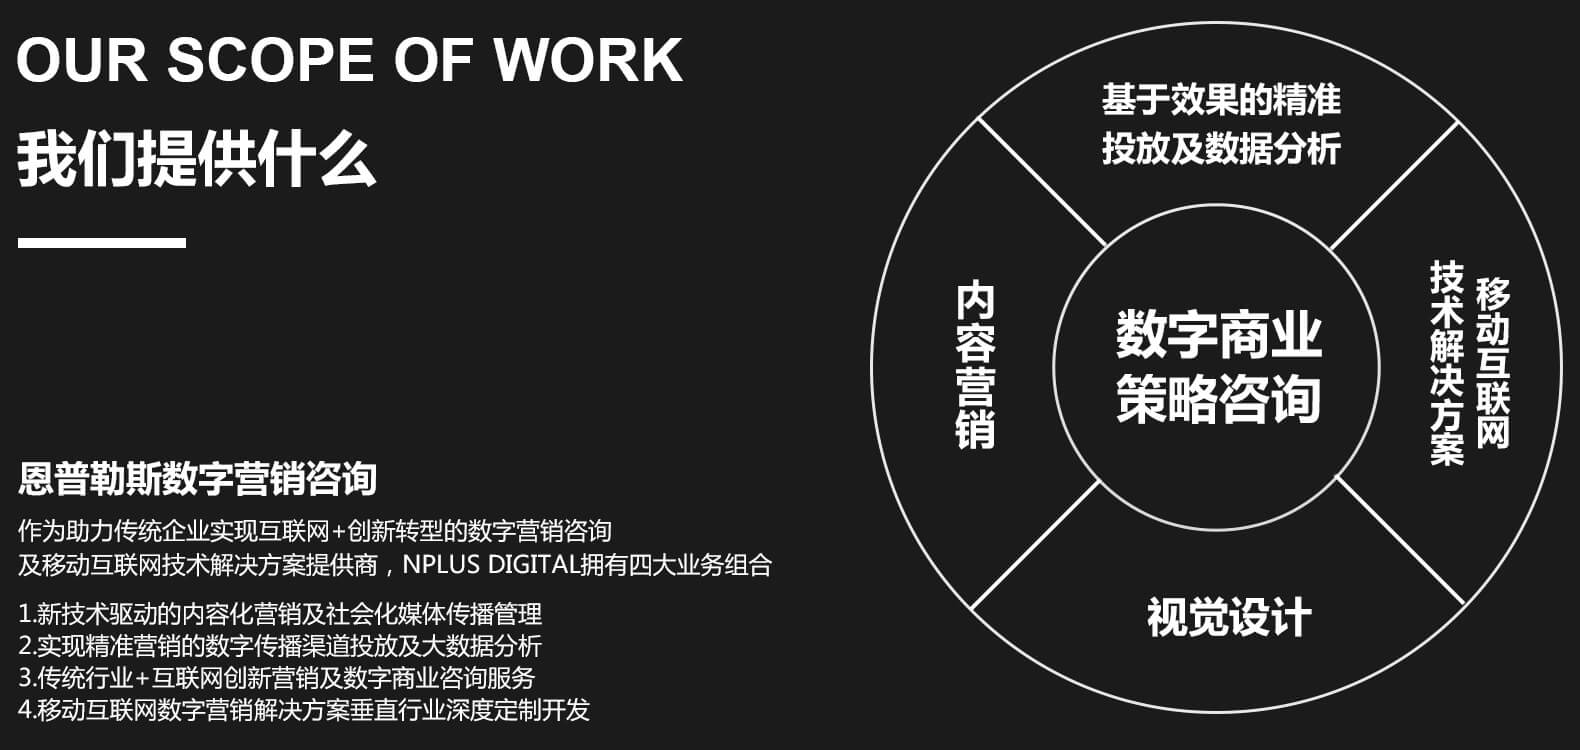 OUR SCOPE OF WORK
我们提供什么
恩普勒斯数字营销咨询
作为助力传统企业实现互联网+创新转型的数字营销咨询
及移动互联网技术解决方案提供商，NPLUS DIGITAL拥有四大业务组合
1.新技术驱动的内容化营销及社会化媒体传播管理
2.实现精准营销的数字传播渠道投放及大数据分析
3.传统行业+互联网创新营销及数字商业咨询服务
4.移动互联网数字营销解决方案垂直行业深度定制开发
基于效果的精准
投放及数据分析
内容营销
数字商业
策略咨询
移动互联网
技术解决方案
视觉设计